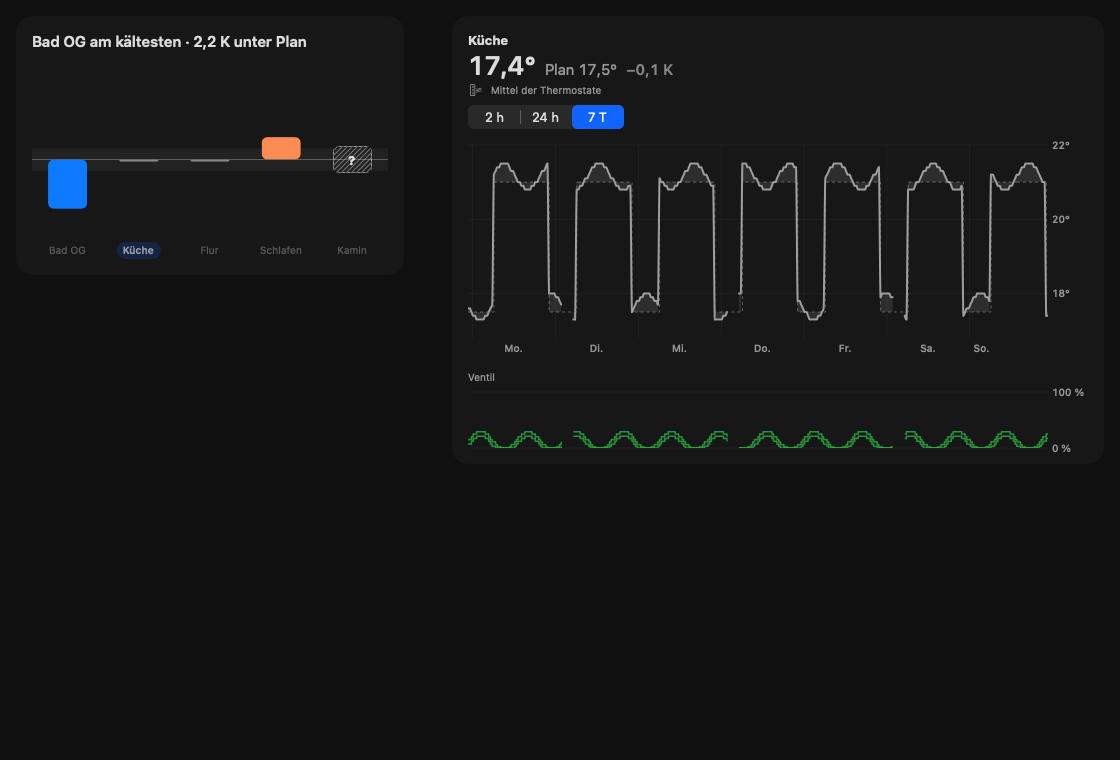 Bad OG am kältesten · 2,2 K unter Plan
?
Bad OG Küche Flur Schlafen Kamin
Küche
17,4° Plan 17,5° −0,1 K
Mittel der Thermostate
2 h 24 h 7 T
22°
20°
18°
Mo. Di. Mi. Do. Fr. Sa. So.
Ventil
100 %
0 %